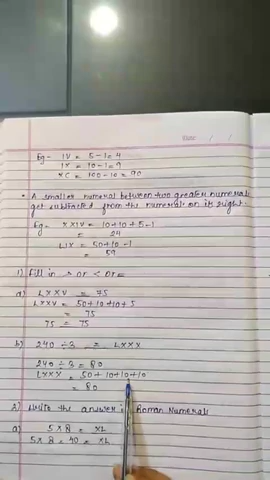 Date / /
Eg- IV = 5-1=4
IX = 10-1=9
XC = 100-10=90
• A smaller numeral between two greater numerals
get subtracted from the numeral on its right.
Eg- XXIV = 10+10+5-1
= 24
LIX = 50+10-1
= 59
1) Fill in > or < or =
a) LXXV = 75
LXXV = 50+10+10+5
= 75
75 = 75
b) 240 ÷ 3 = LXXX
240 ÷ 3 = 80
LXXX = 50+10+10+10
= 80
2) Write the answer in Roman Numerals
a) 5×8 = XL
5×8 = 40 = XL